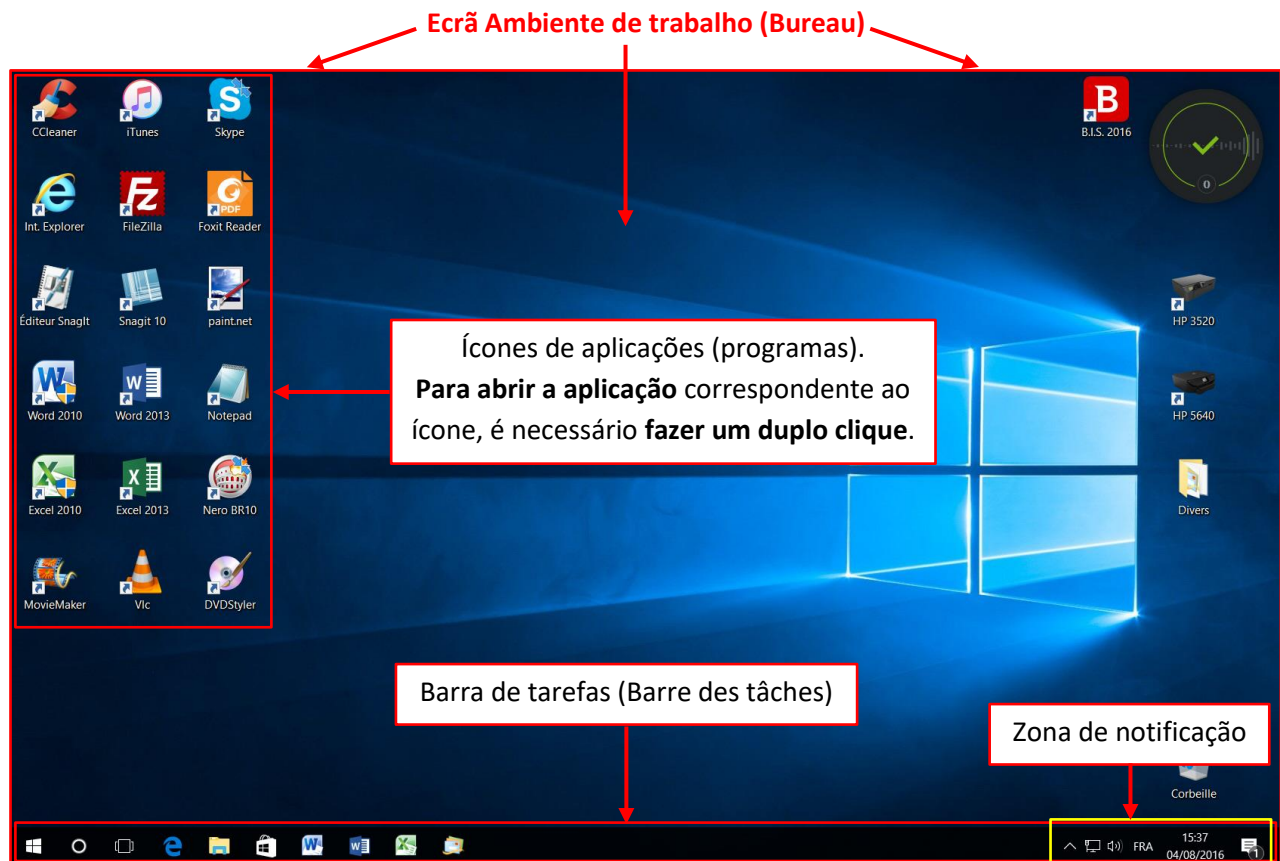 Ecrã Ambiente de trabalho (Bureau)
CCleaner
iTunes
Skype
B
B.I.S. 2016
0
Int. Explorer
FileZilla
Foxit Reader
Fz
G
PDF
Éditeur SnagIt
Snagit 10
paint.net
HP 3520
Ícones de aplicações (programas).
Para abrir a aplicação correspondente ao
ícone, é necessário fazer um duplo clique.
Word 2010
Word 2013
Notepad
HP 5640
Excel 2010
Excel 2013
Nero BR10
Divers
MovieMaker
Vlc
DVDStyler
Barra de tarefas (Barre des tâches)
Zona de notificação
Corbeille
FRA
15:37
04/08/2016
1